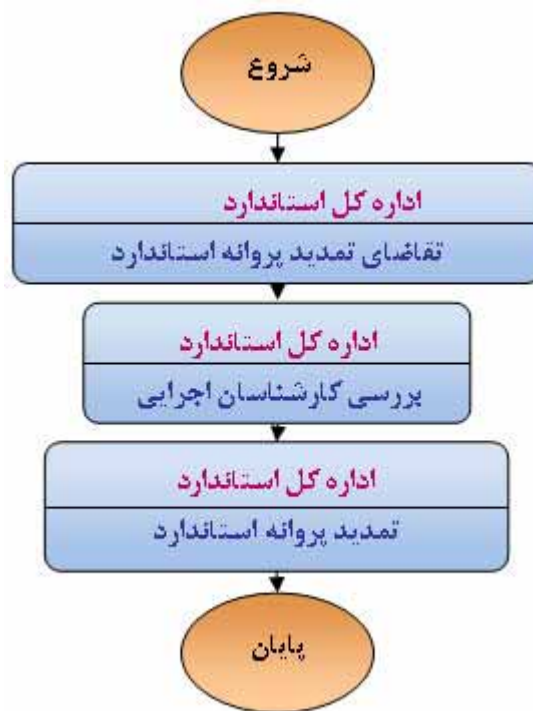 شروع
اداره کل استاندارد
تقاضای تمدید پروانه استاندارد
اداره کل استاندارد
بررسی کارشناسان اجرایی
اداره کل استاندارد
تمدید پروانه استاندارد
پایان